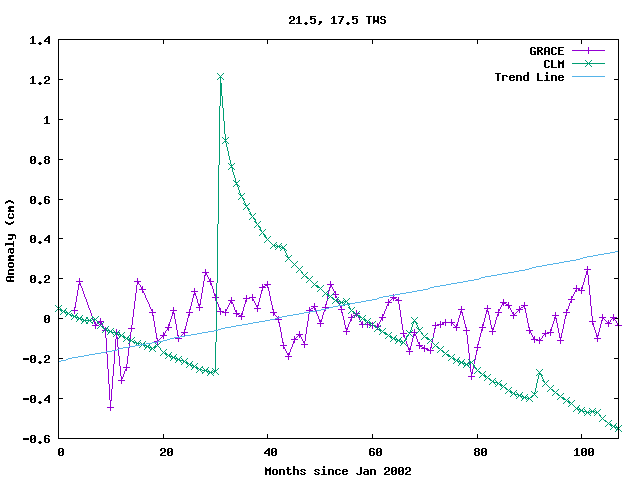 21.5, 17.5 TWS
GRACE
CLM
Trend Line
1.4
1.2
1
0.8
0.6
0.4
0.2
0
-0.2
-0.4
-0.6
Anomaly (cm)
0 20 40 60 80 100
Months since Jan 2002